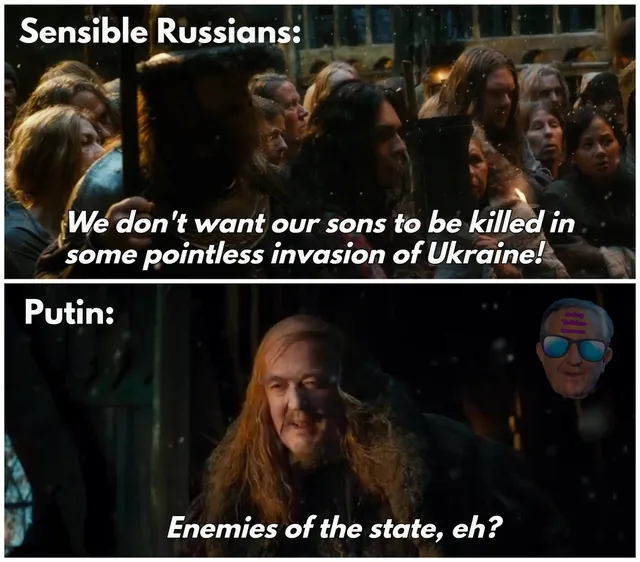 Sensible Russians:
We don't want our sons to be killed in
some pointless invasion of Ukraine!
Putin:
Enemies of the state, eh?